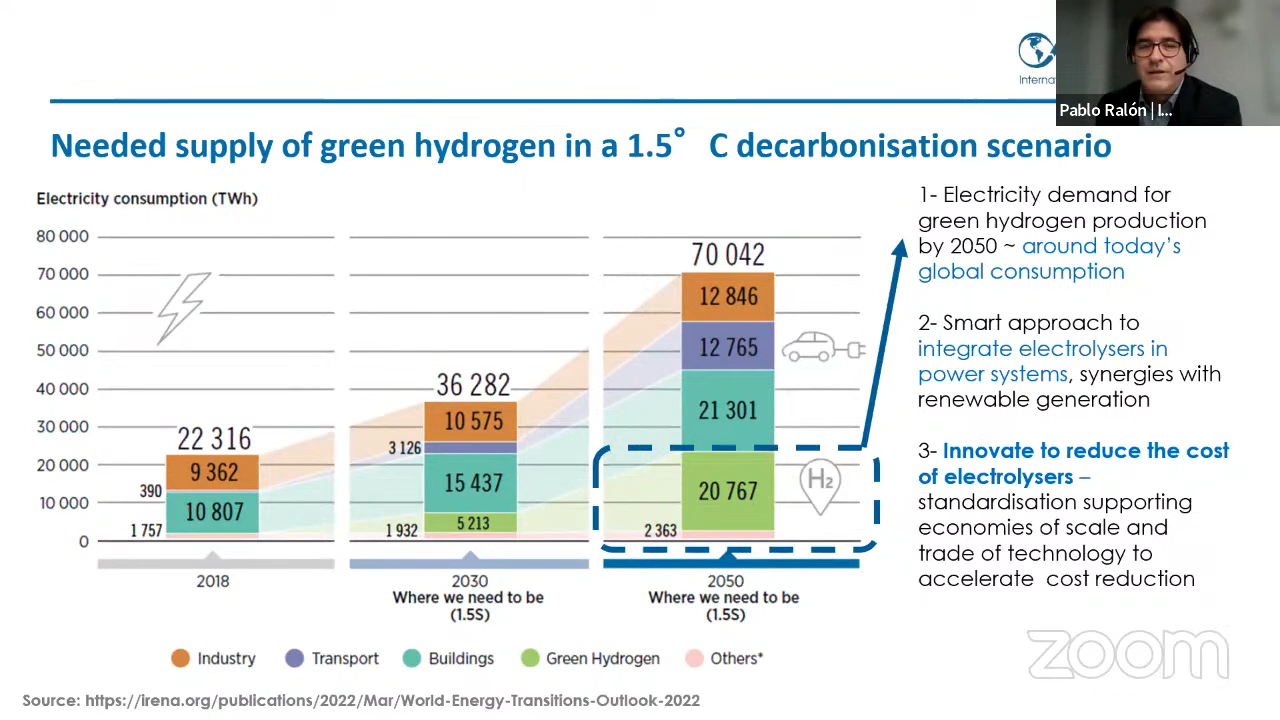 Internat
Pablo Ralón | I...
Needed supply of green hydrogen in a 1.5° C decarbonisation scenario
Electricity consumption (TWh)
80 000
70 000
60 000
50 000
40 000
30 000
20 000
10 000
0
22 316
9 362
390
10 807
1 757
2018
36 282
10 575
3 126
15 437
5 213
1 932
2030
Where we need to be
(1.5S)
70 042
12 846
12 765
21 301
20 767
H2
2 363
2050
Where we need to be
(1.5S)
Industry
Transport
Buildings
Green Hydrogen
Others*
1- Electricity demand for
green hydrogen production
by 2050 ~ around today's
global consumption
2- Smart approach to
integrate electrolysers in
power systems, synergies with
renewable generation
3- Innovate to reduce the cost
of electrolysers –
standardisation supporting
economies of scale and
trade of technology to
accelerate cost reduction
zoom
Source: https://irena.org/publications/2022/Mar/World-Energy-Transitions-Outlook-2022